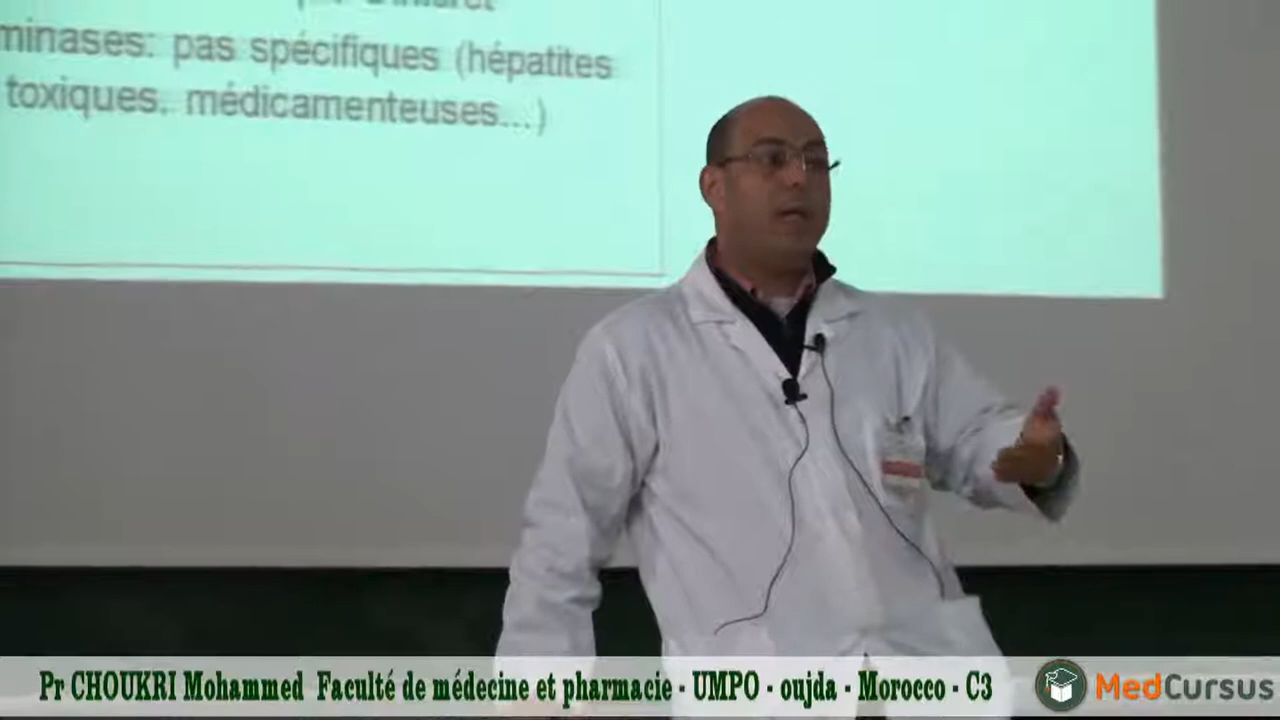 minases: pas spécifiques (hépatites
toxiques, médicamenteuses...)
Pr CHOUKRI Mohammed Faculté de médecine et pharmacie - UMPO - oujda - Morocco - C3
MedCursus